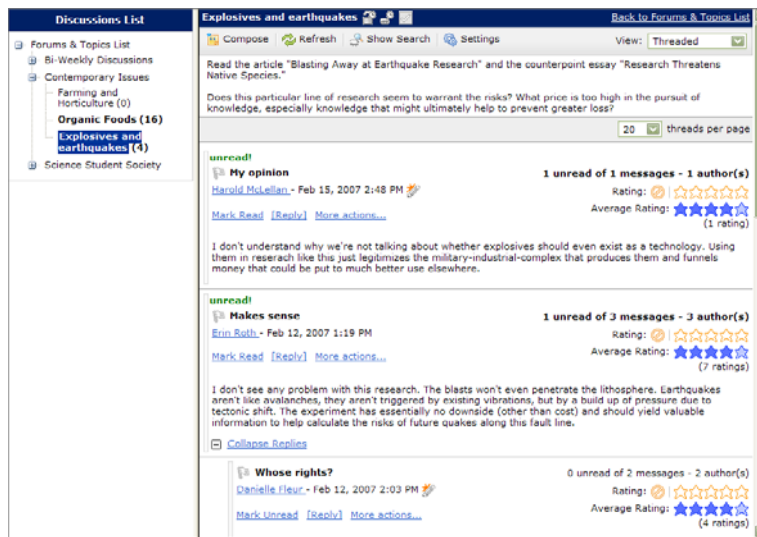 Discussions List
Forums & Topics List
Bi-Weekly Discussions
Contemporary Issues
Farming and
Horticulture (0)
Organic Foods (16)
Explosives and
earthquakes (4)
Science Student Society
Explosives and earthquakes
Back to Forums & Topics List
Compose Refresh Show Search Settings View: Threaded
Read the article "Blasting Away at Earthquake Research" and the counterpoint essay "Research Threatens
Native Species."
Does this particular line of research seem to warrant the risks? What price is too high in the pursuit of
knowledge, especially knowledge that might ultimately help to prevent greater loss?
20 threads per page
unread!
My opinion 1 unread of 1 messages - 1 author(s)
Harold McLellan - Feb 15, 2007 2:48 PM Rating:
Mark Read [Reply] More actions... Average Rating:
(1 rating)
I don't understand why we're not talking about whether explosives should even exist as a technology. Using
them in reserach like this just legitimizes the military-industrial-complex that produces them and funnels
money that could be put to much better use elsewhere.
unread!
Makes sense 1 unread of 3 messages - 3 author(s)
Erin Roth - Feb 12, 2007 1:19 PM Rating:
Mark Read [Reply] More actions... Average Rating:
(7 ratings)
I don't see any problem with this research. The blasts won't even penetrate the lithosphere. Earthquakes
aren't like avalanches, they aren't triggered by existing vibrations, but by a build up of pressure due to
tectonic shift. The experiment has essentially no downside (other than cost) and should yield valuable
information to help calculate the risks of future quakes along this fault line.
Collapse Replies
Whose rights? 0 unread of 2 messages - 2 author(s)
Danielle Fleur - Feb 12, 2007 2:03 PM Rating:
Mark Unread [Reply] More actions... Average Rating:
(4 ratings)